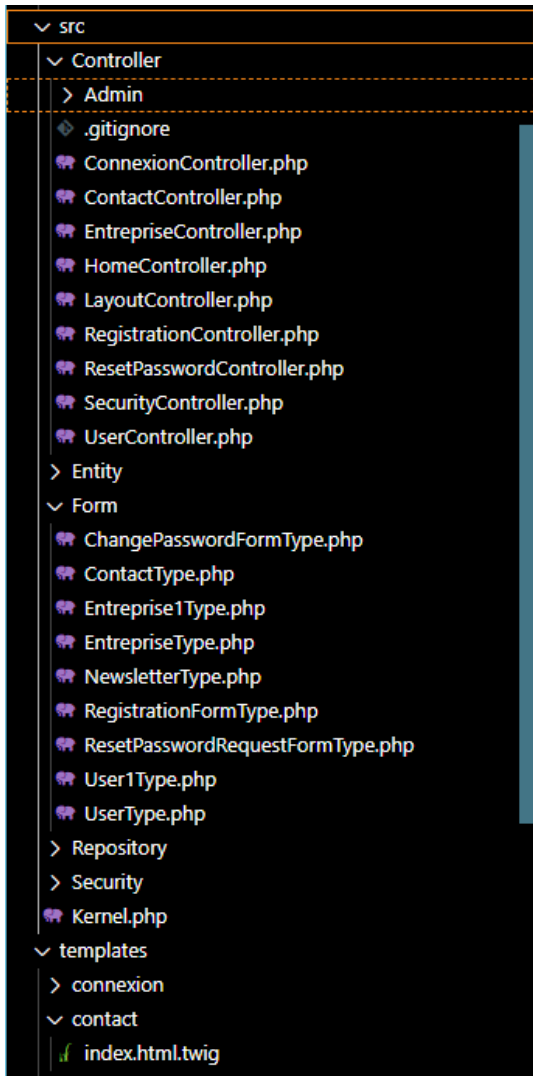 src
Controller
Admin
.gitignore
ConnexionController.php
ContactController.php
EntrepriseController.php
HomeController.php
LayoutController.php
RegistrationController.php
ResetPasswordController.php
SecurityController.php
UserController.php
Entity
Form
ChangePasswordFormType.php
ContactType.php
Entreprise1Type.php
EntrepriseType.php
NewsletterType.php
RegistrationFormType.php
ResetPasswordRequestFormType.php
User1Type.php
UserType.php
Repository
Security
Kernel.php
templates
connexion
contact
index.html.twig